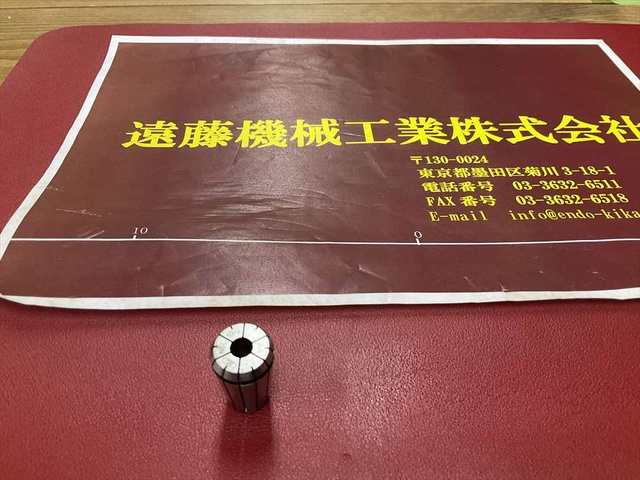 遠藤機械工業株式会社
〒130-0024
東京都墨田区菊川 3-18-1
電話番号 03-3632-6511
FAX 番号 03-3632-6518
E-mail info@endo-kika
10 0